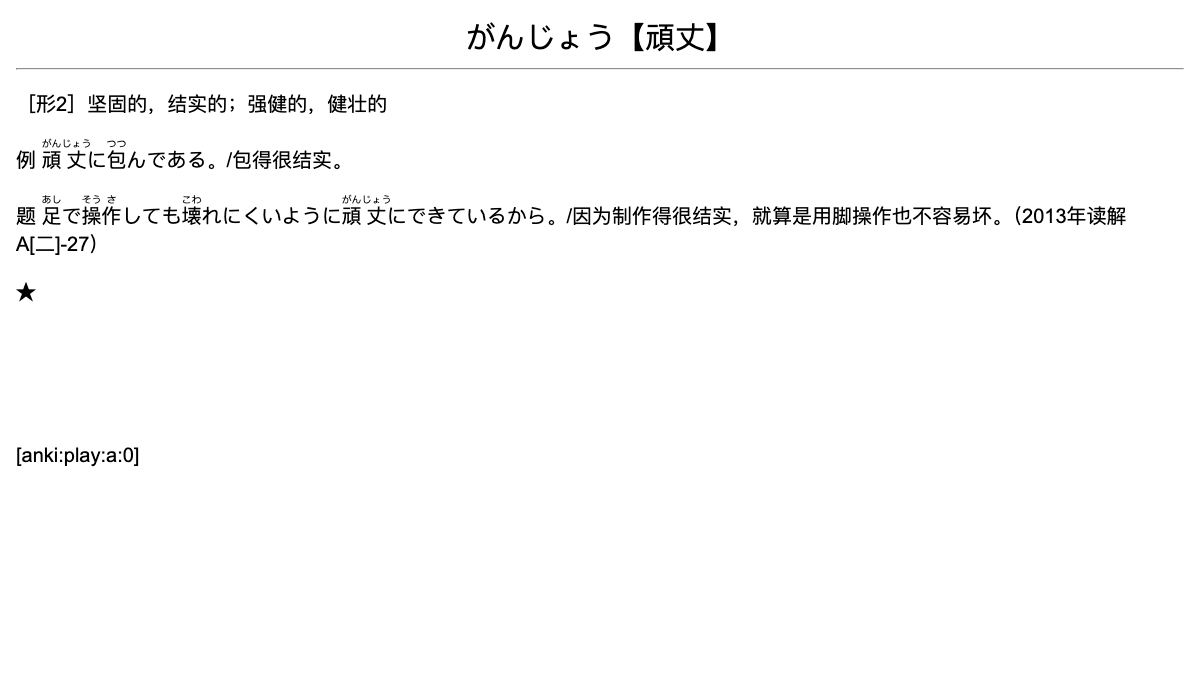 がんじょう【頑丈】
［形2］坚固的，结实的；强健的，健壮的
がんじょう つつ
例 頑丈に包んである。/包得很结实。
あし そう さ こわ がんじょう
题 足で操作しても壊れにくいように頑丈にできているから。/因为制作得很结实，就算是用脚操作也不容易坏。（2013年读解
A[二]-27）
★
[anki:play:a:0]